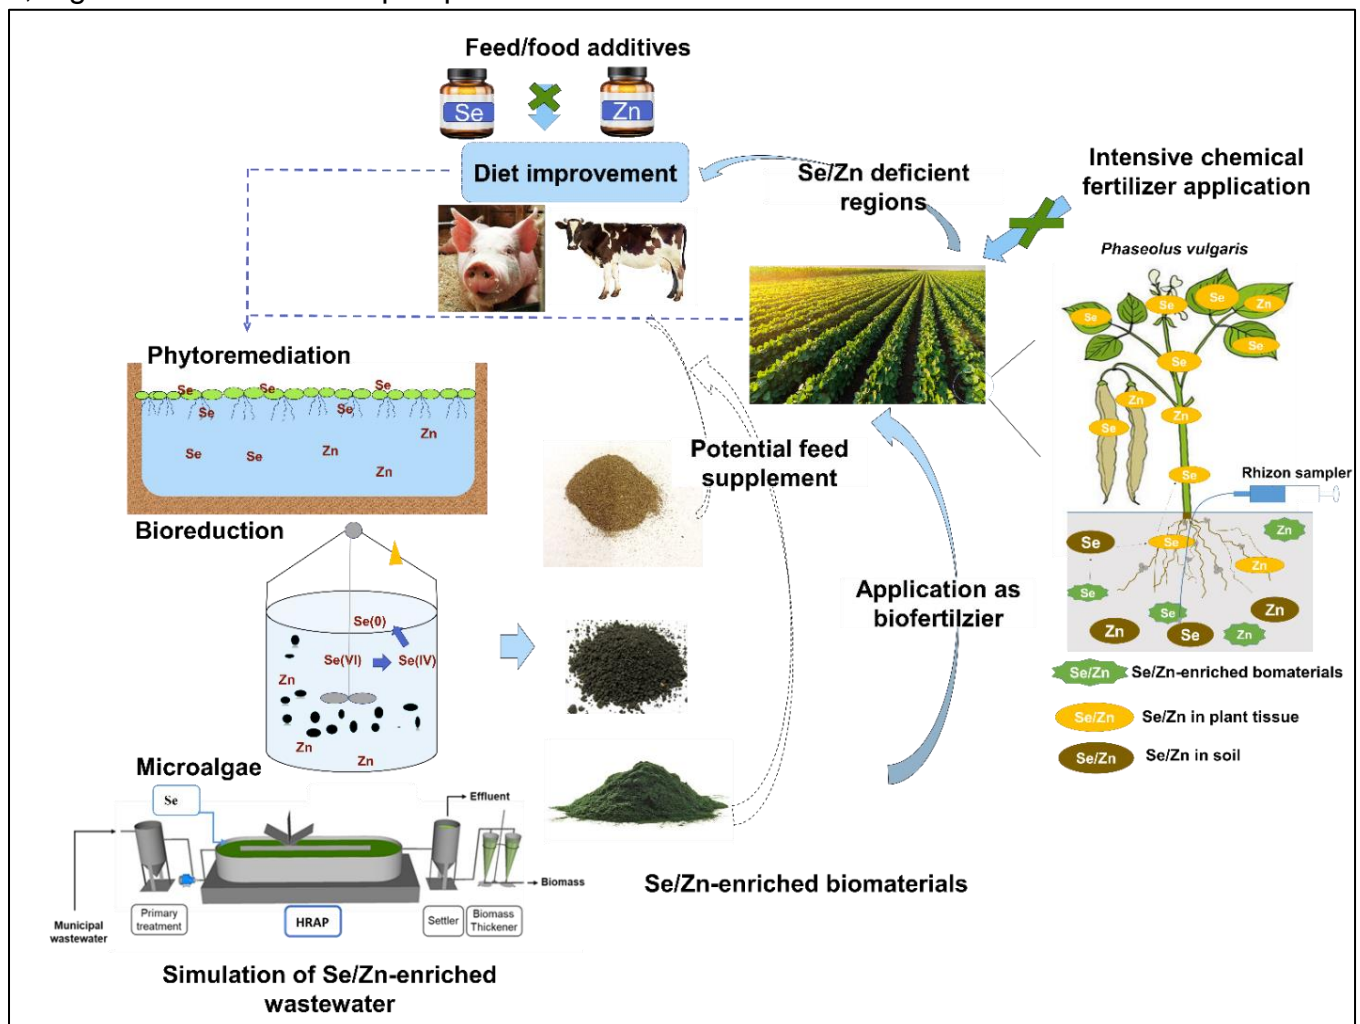 Feed/food additives
Se
Zn
Diet improvement
Se/Zn deficient
regions
Intensive chemical
fertilizer application
Phaseolus vulgaris
Se
Se
Se
Zn
Se
Se
Zn
Zn
Se
Se
Rhizon sampler
Phytoremediation
Se
Se
Se
Se
Se
Zn
Se
Se
Zn
Zn
Potential feed
supplement
Bioreduction
Se(0)
Se(VI)
Se(IV)
Zn
Zn
Zn
Se
Se
Zn
Se
Zn
Se
Zn
Zn
Se
Zn
Application as
biofertilzier
Se/Zn
Se/Zn-enriched bomaterials
Se/Zn
Se/Zn in plant tissue
Se/Zn
Se/Zn in soil
Microalgae
Se
Effluent
Biomass
Municipal
wastewater
Primary
treatment
HRAP
Settler
Biomass
Thickener
Se/Zn-enriched biomaterials
Simulation of Se/Zn-enriched
wastewater